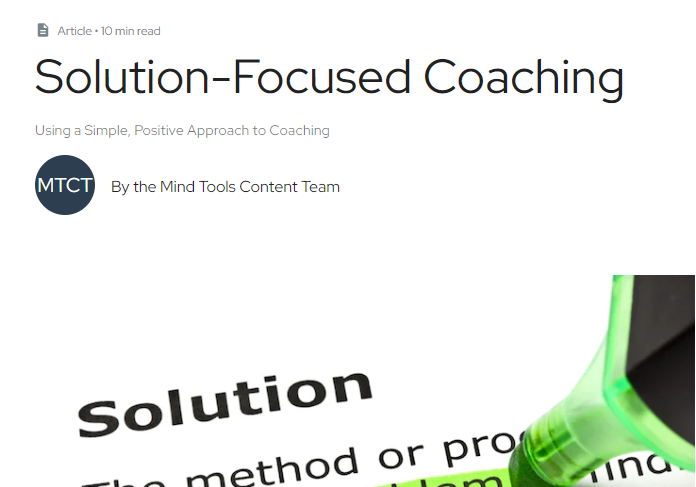 Article • 10 min read
Solution-Focused Coaching
Using a Simple, Positive Approach to Coaching
MTCT
By the Mind Tools Content Team
Solution
The method or pro